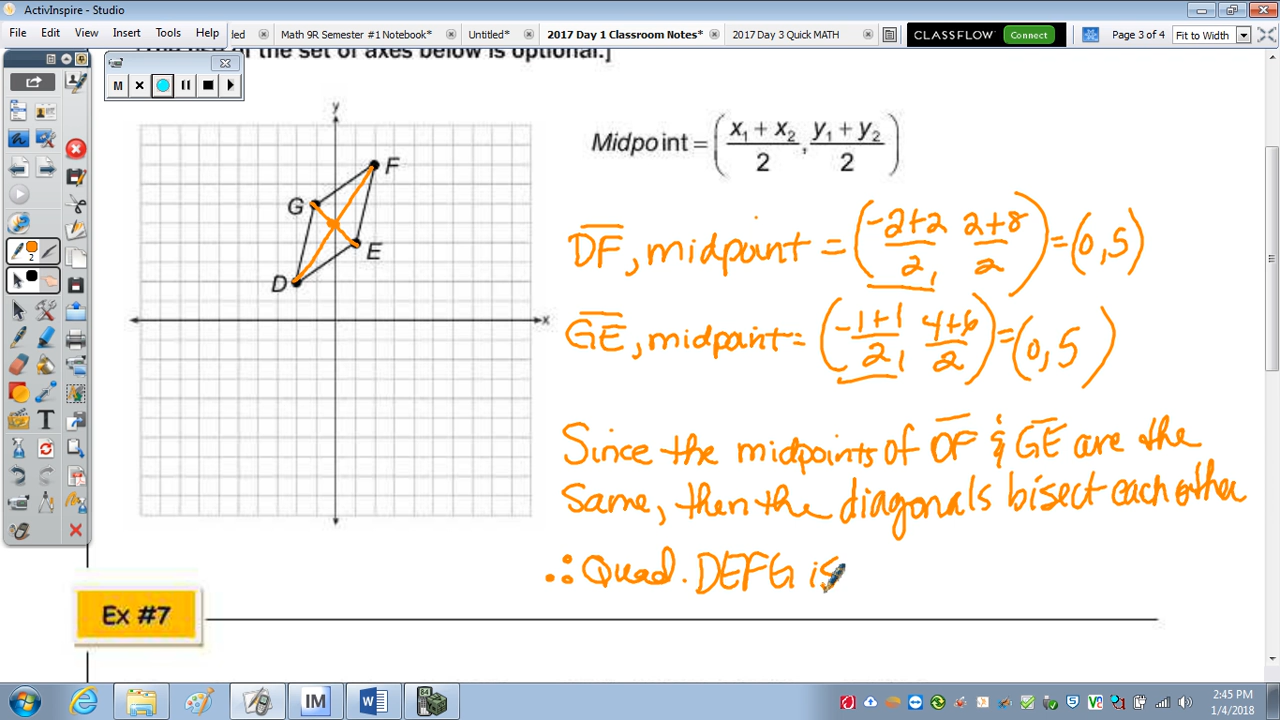 ActivInspire - Studio
File Edit View Insert Tools Help
led Math 9R Semester #1 Notebook* Untitled* 2017 Day 1 Classroom Notes* 2017 Day 3 Quick MATH CLASSFLOW Connect Page 3 of 4 Fit to Width
of the set of axes below is optional.]
M
y
F
G
E
D
x
Midpoint = (x₁ + x₂ / 2, y₁ + y₂ / 2)
DF, midpoint = (-2+2 / 2, 2+8 / 2) = (0,5)
GE, midpoint = (-1+1 / 2, 4+6 / 2) = (0,5)
Since the midpoints of DF & GE are the
same, then the diagonals bisect each other
∴ Quad. DEFG is
Ex #7
2
T
IM
W
2:45 PM
1/4/2018